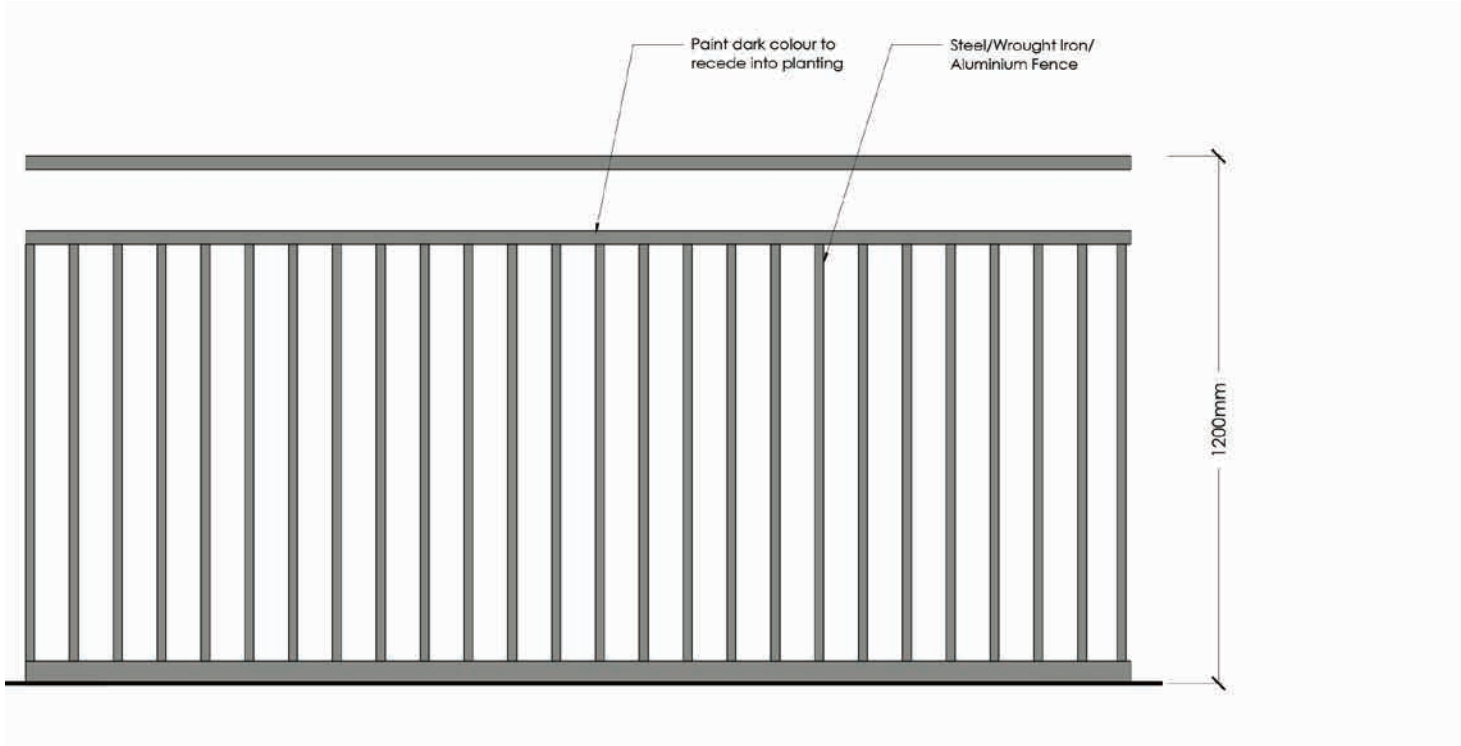 Paint dark colour to
recede into planting
Steel/Wrought Iron/
Aluminium Fence
1200mm